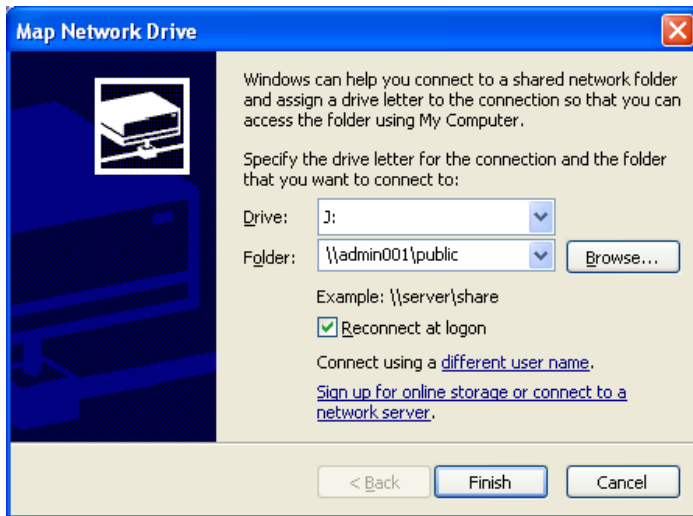 Map Network Drive
Windows can help you connect to a shared network folder
and assign a drive letter to the connection so that you can
access the folder using My Computer.
Specify the drive letter for the connection and the folder
that you want to connect to:
Drive: J:
Folder: \\admin001\public Browse...
Example: \\server\share
Reconnect at logon
Connect using a different user name.
Sign up for online storage or connect to a
network server.
< Back Finish Cancel